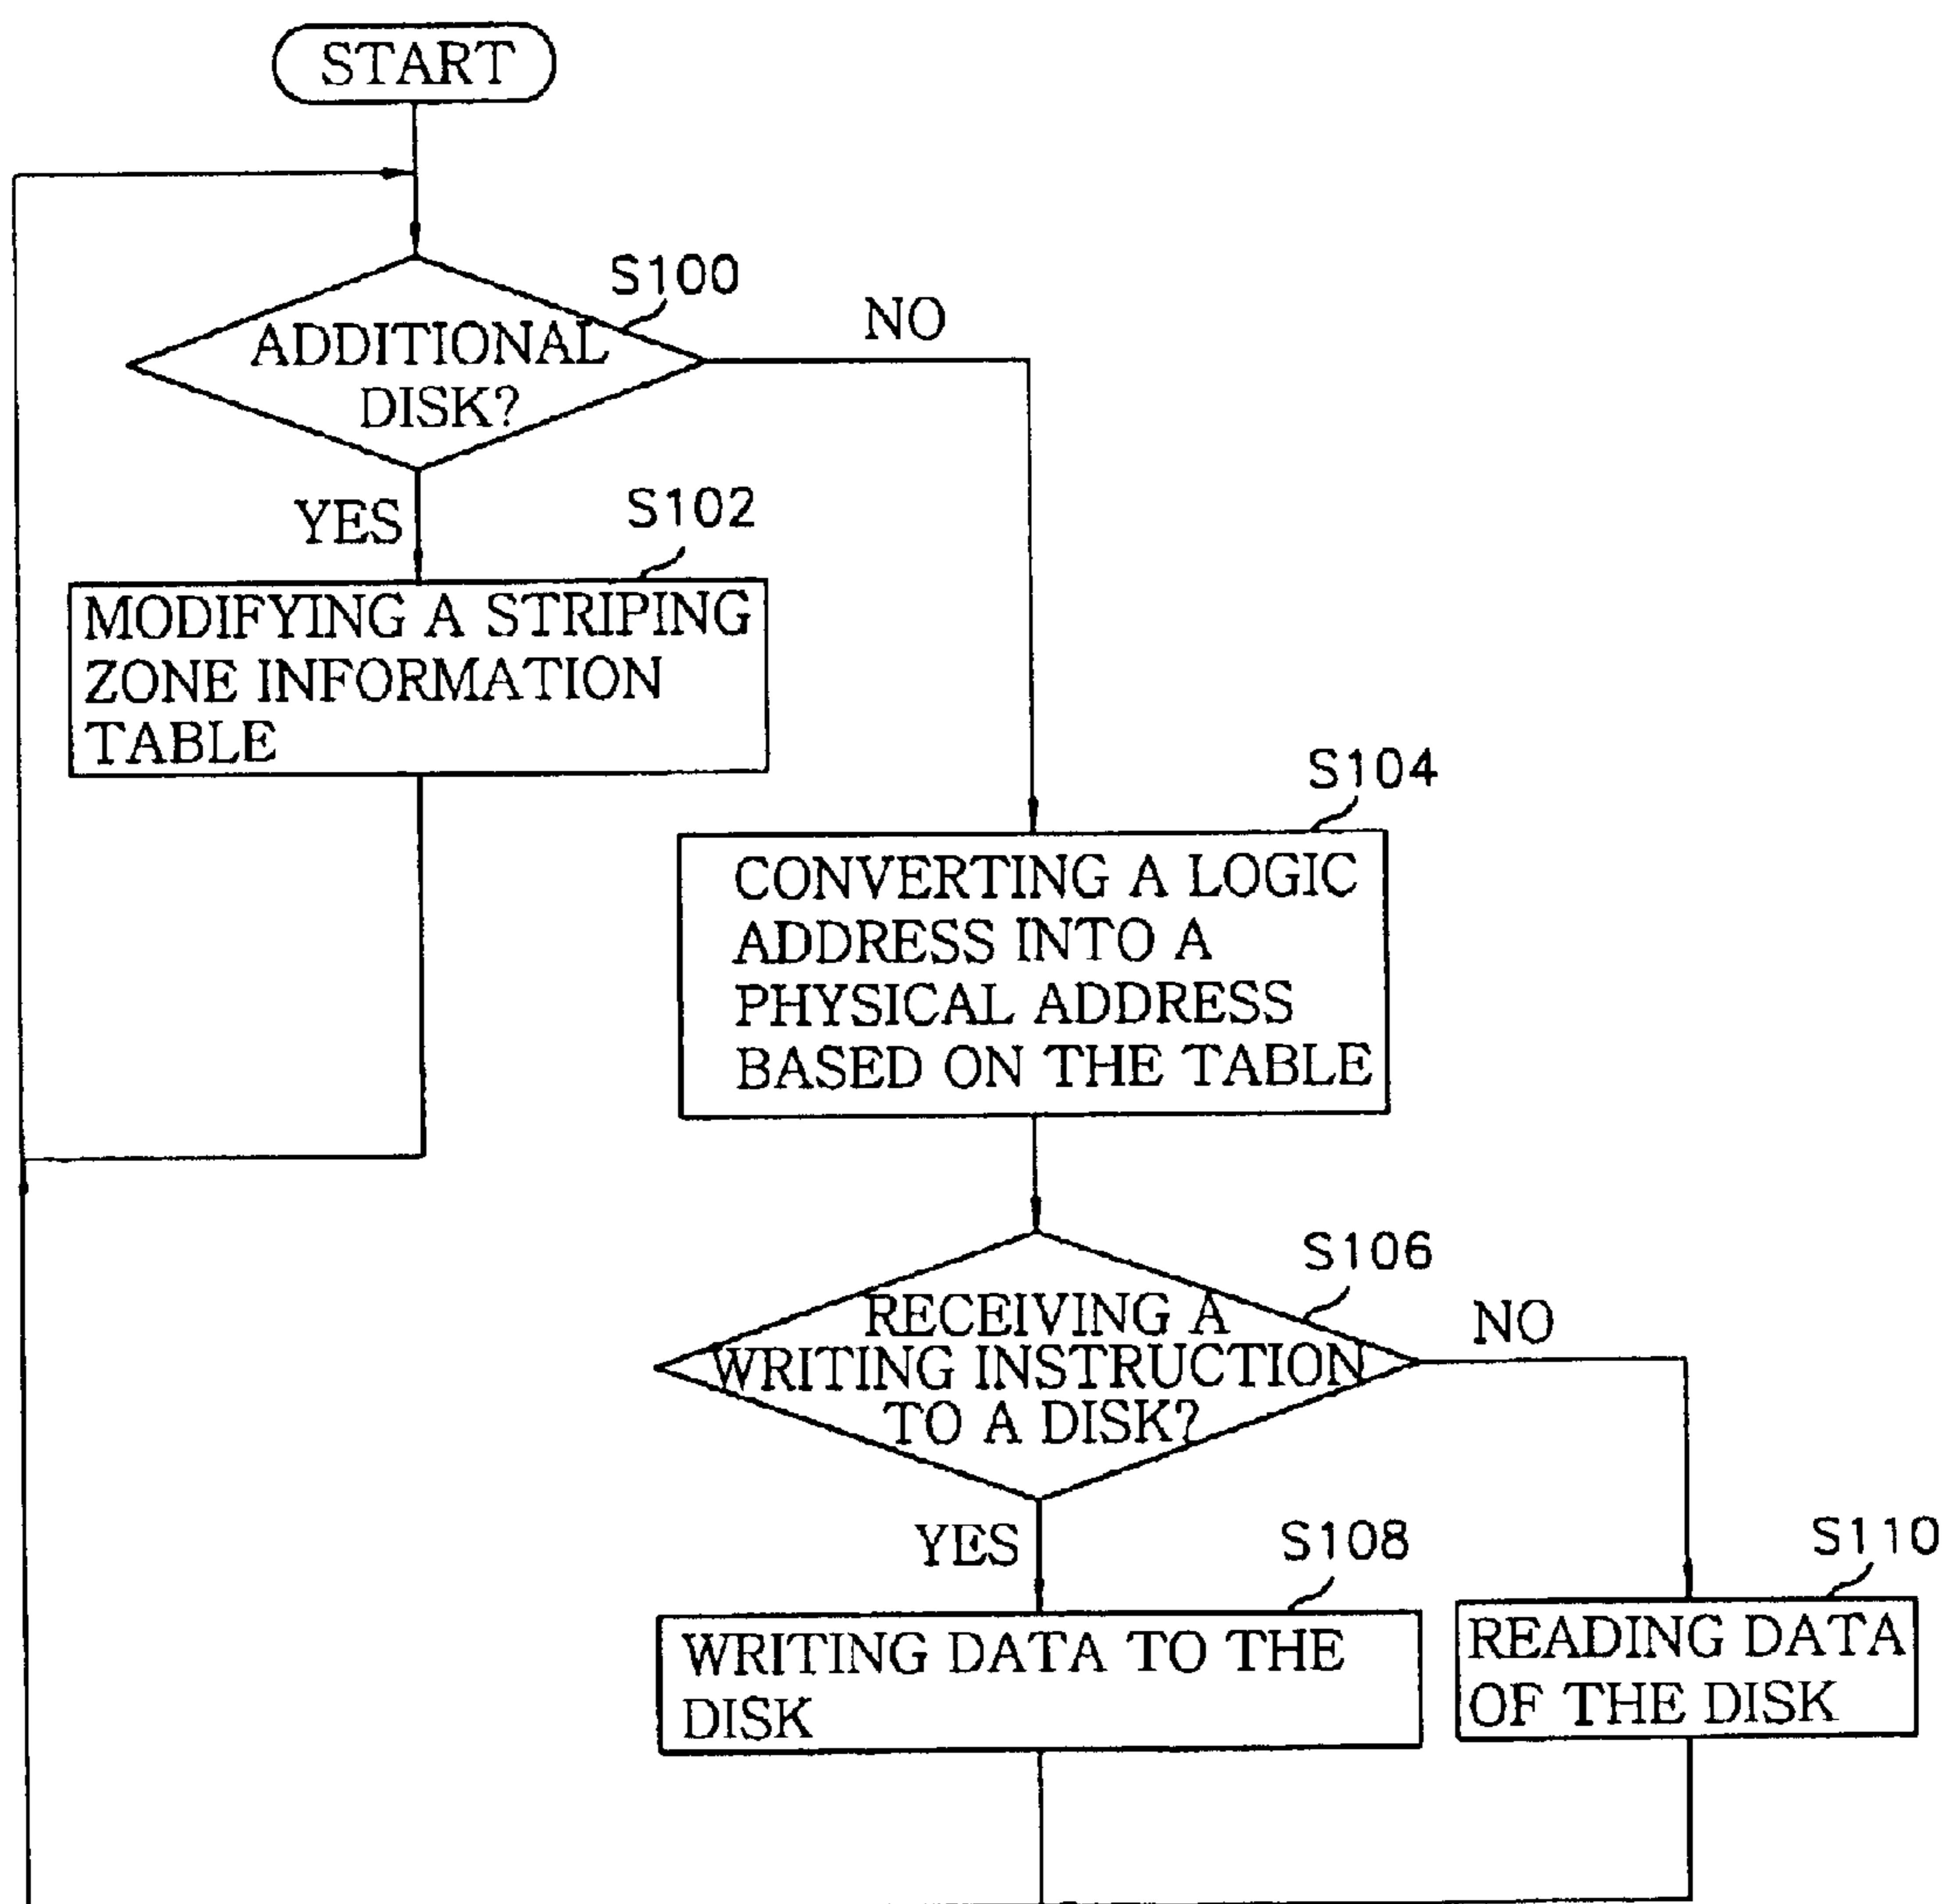 START
S100
NO
ADDITIONAL
DISK?
YES
S102
MODIFYING A STRIPING
ZONE INFORMATION
TABLE
S104
CONVERTING A LOGIC
ADDRESS INTO A
PHYSICAL ADDRESS
BASED ON THE TABLE
S106
RECEIVING A
WRITING INSTRUCTION
TO A DISK?
NO
YES
S108
S110
WRITING DATA TO THE
DISK
READING DATA
OF THE DISK